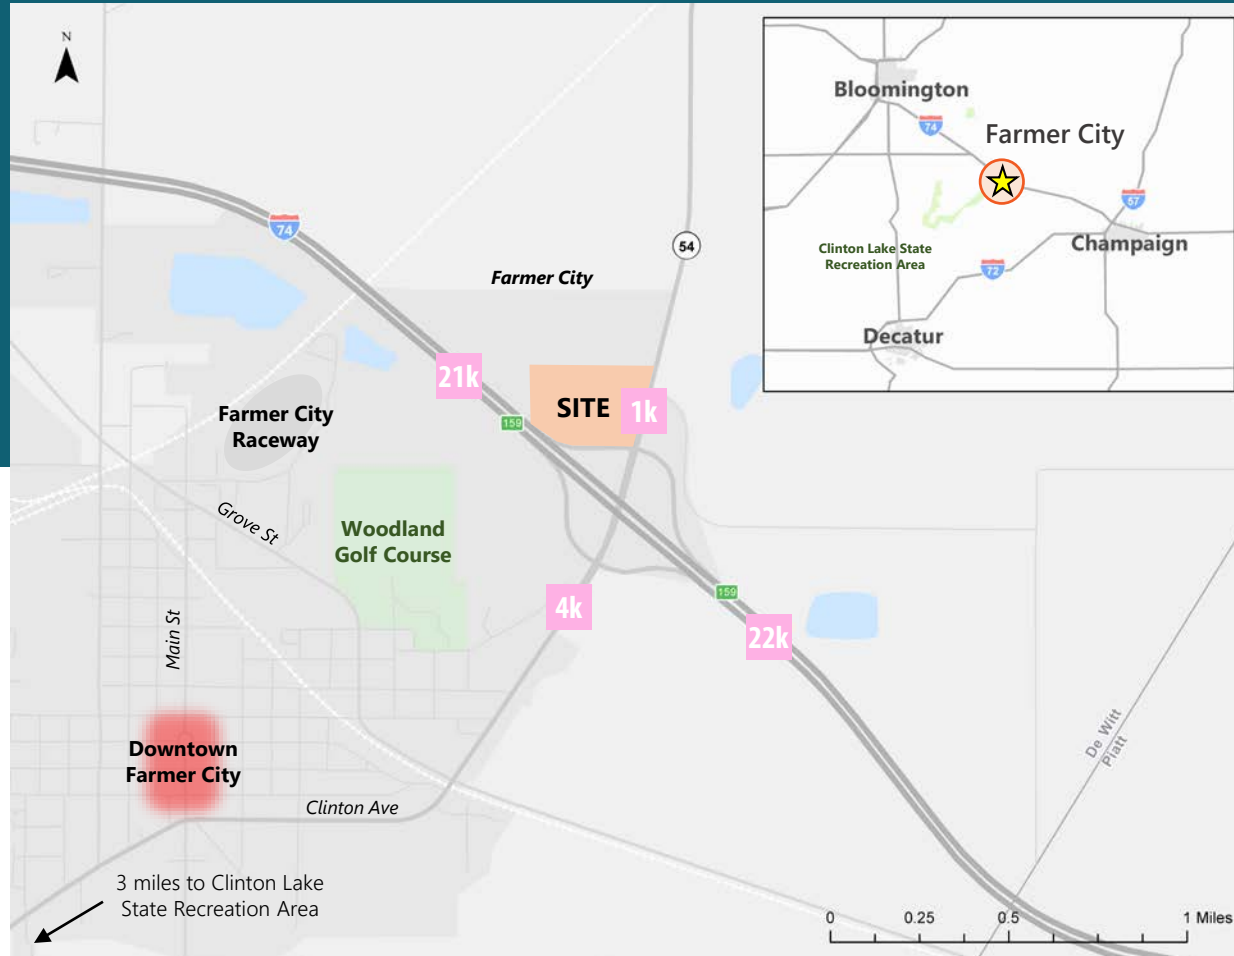 N
74
54
Farmer City
21k
159
SITE
1k
Farmer City
Raceway
Grove St
Woodland
Golf Course
4k
159
22k
Main St
Downtown
Farmer City
Clinton Ave
De Witt
Piatt
3 miles to Clinton Lake
State Recreation Area
0 0.25 0.5 1 Miles
Bloomington
74
Farmer City
57
Champaign
Clinton Lake State
Recreation Area
72
Decatur